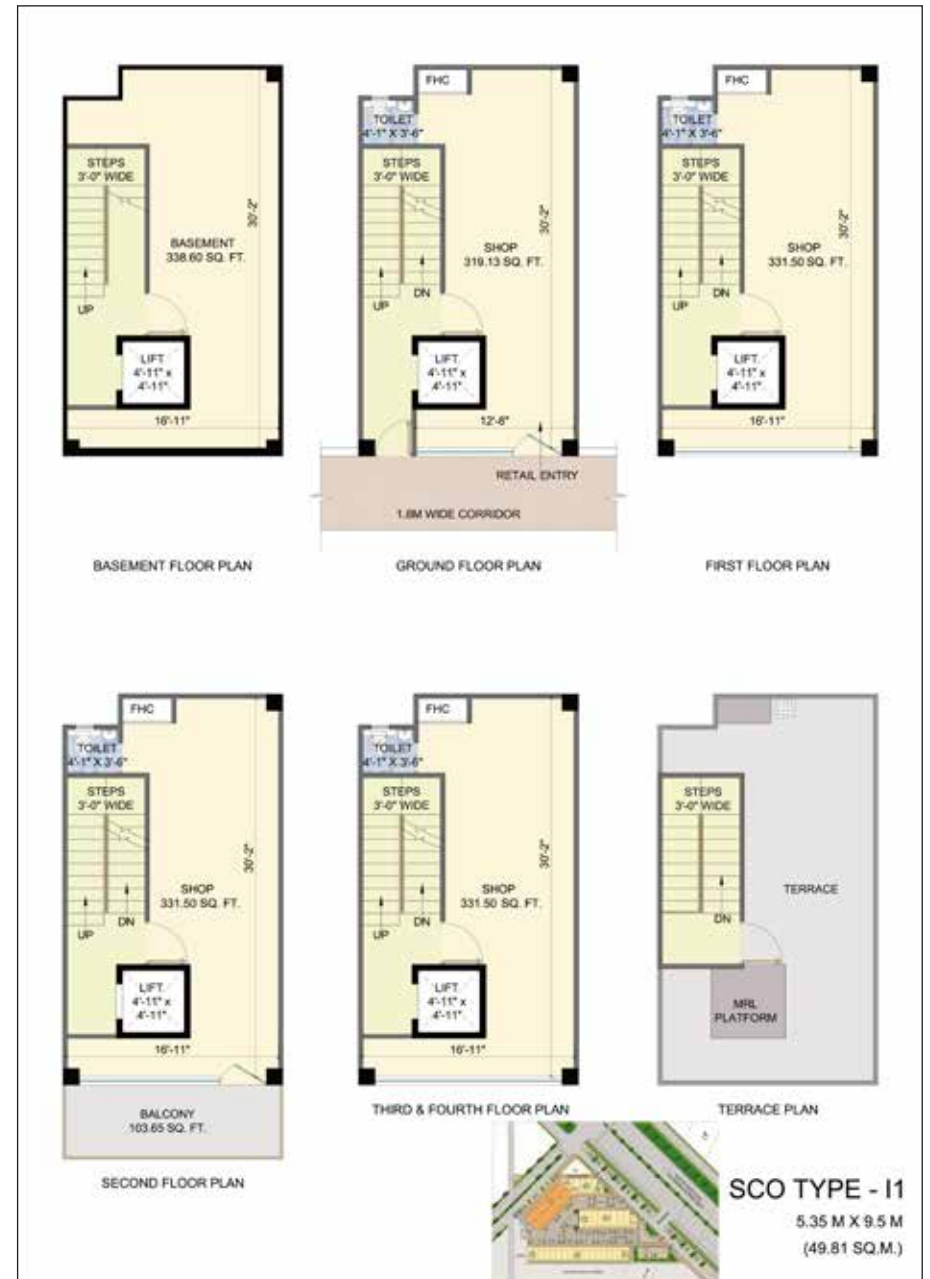 STEPS
3'-0" WIDE
30'-2"
BASEMENT
338.60 SQ. FT.
UP
LIFT
4'-11" x
4'-11"
16'-11"
BASEMENT FLOOR PLAN
FHC
TOILET
4'-1" X 3'-6"
STEPS
3'-0" WIDE
30'-2"
SHOP
319.13 SQ. FT.
UP
DN
LIFT
4'-11" x
4'-11"
12'-6"
RETAIL ENTRY
1.8M WIDE CORRIDOR
GROUND FLOOR PLAN
FHC
TOILET
4'-1" X 3'-6"
STEPS
3'-0" WIDE
30'-2"
SHOP
331.50 SQ. FT.
UP
DN
LIFT
4'-11" x
4'-11"
16'-11"
FIRST FLOOR PLAN
FHC
TOILET
4'-1" X 3'-6"
STEPS
3'-0" WIDE
30'-2"
SHOP
331.50 SQ. FT.
UP
DN
LIFT
4'-11" x
4'-11"
16'-11"
BALCONY
103.65 SQ. FT.
SECOND FLOOR PLAN
FHC
TOILET
4'-1" X 3'-6"
STEPS
3'-0" WIDE
30'-2"
SHOP
331.50 SQ. FT.
UP
DN
LIFT
4'-11" x
4'-11"
16'-11"
THIRD & FOURTH FLOOR PLAN
STEPS
3'-0" WIDE
TERRACE
DN
MRL
PLATFORM
TERRACE PLAN
SCO TYPE - I1
5.35 M X 9.5 M
(49.81 SQ.M.)